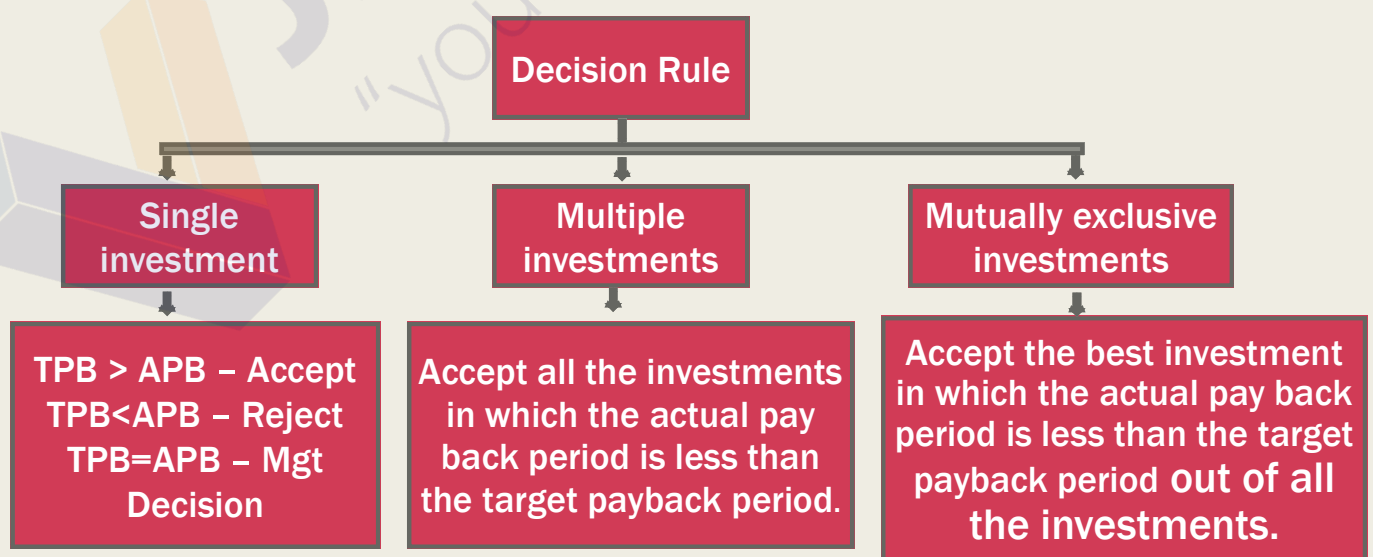 "you
Decision Rule
Single
investment
Multiple
investments
Mutually exclusive
investments
TPB > APB – Accept
TPB<APB – Reject
TPB=APB – Mgt
Decision
Accept all the investments
in which the actual pay
back period is less than
the target payback period.
Accept the best investment
in which the actual pay back
period is less than the target
payback period out of all
the investments.